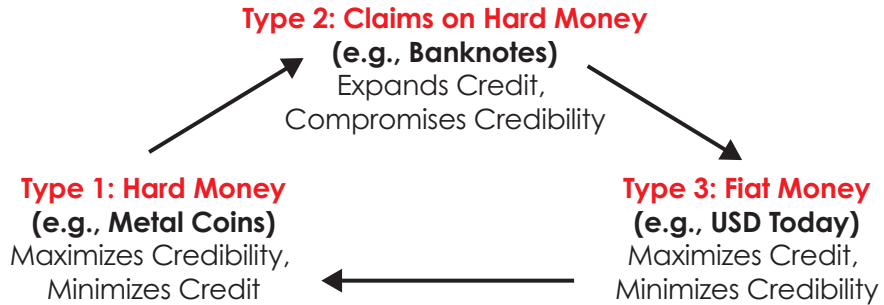 Type 2: Claims on Hard Money
(e.g., Banknotes)
Expands Credit,
Compromises Credibility
Type 1: Hard Money
(e.g., Metal Coins)
Maximizes Credibility,
Minimizes Credit
Type 3: Fiat Money
(e.g., USD Today)
Maximizes Credit,
Minimizes Credibility